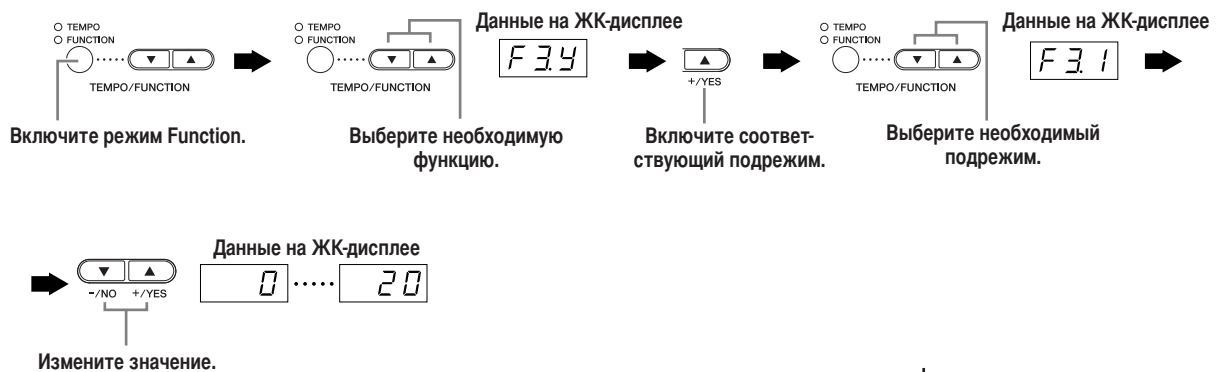 TEMPO
FUNCTION
TEMPO/FUNCTION
Включите режим Function.
TEMPO
FUNCTION
TEMPO/FUNCTION
Выберите необходимую
функцию.
Данные на ЖК-дисплее
F 3.Y
+/YES
Включите соответ-
ствующий подрежим.
TEMPO
FUNCTION
TEMPO/FUNCTION
Выберите необходимый
подрежим.
Данные на ЖК-дисплее
F 3.1
-/NO +/YES
Измените значение.
Данные на ЖК-дисплее
0 ..... 20